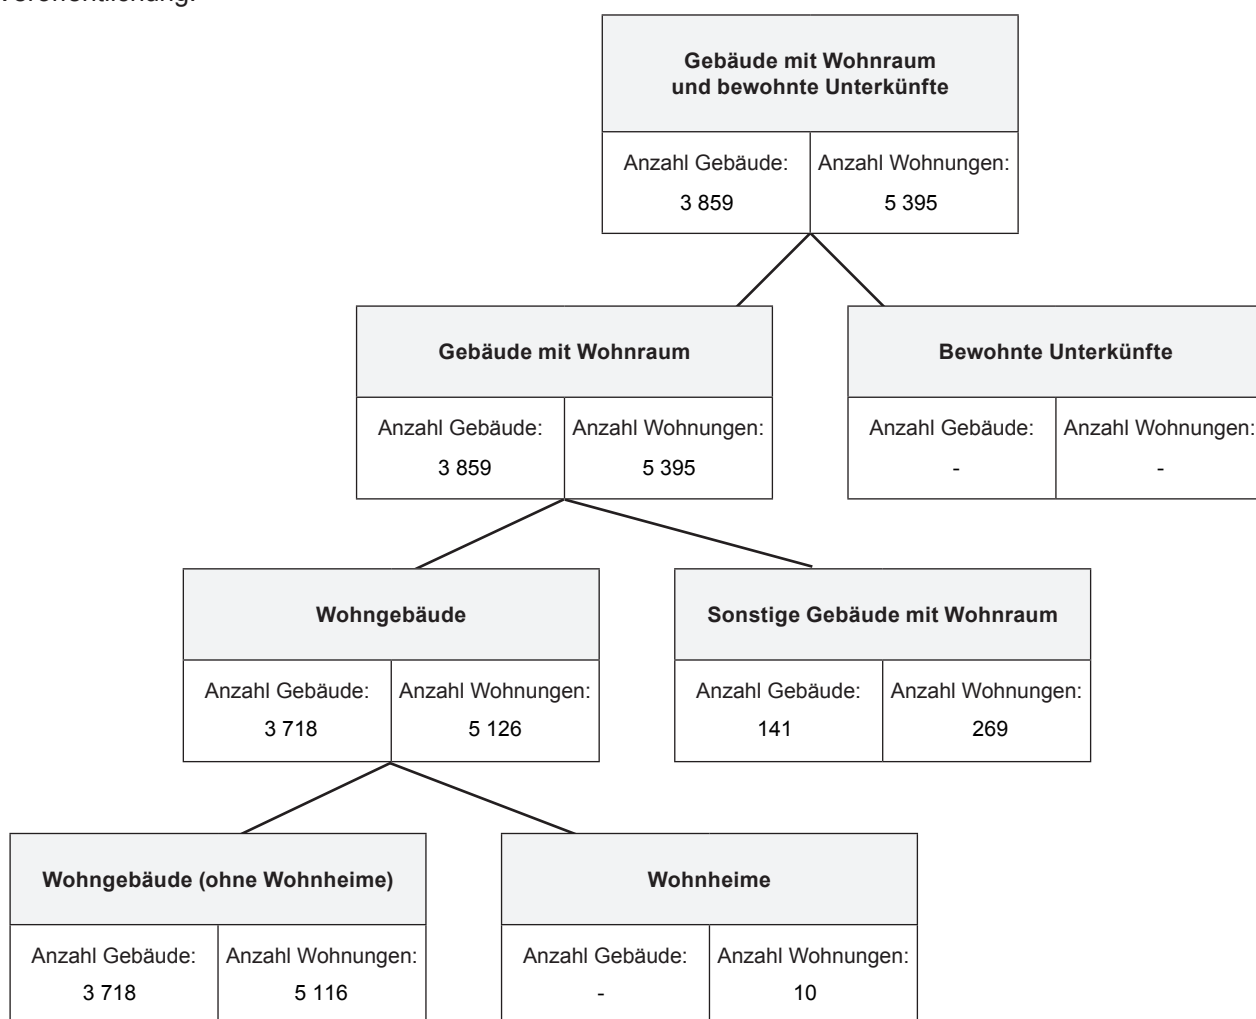 Veröffentlichung.
Gebäude mit Wohnraum
und bewohnte Unterkünfte
Anzahl Gebäude: Anzahl Wohnungen:
3 859 5 395
Gebäude mit Wohnraum Bewohnte Unterkünfte
Anzahl Gebäude: Anzahl Wohnungen: Anzahl Gebäude: Anzahl Wohnungen:
3 859 5 395 - -
Wohngebäude Sonstige Gebäude mit Wohnraum
Anzahl Gebäude: Anzahl Wohnungen: Anzahl Gebäude: Anzahl Wohnungen:
3 718 5 126 141 269
Wohngebäude (ohne Wohnheime) Wohnheime
Anzahl Gebäude: Anzahl Wohnungen: Anzahl Gebäude: Anzahl Wohnungen:
3 718 5 116 - 10